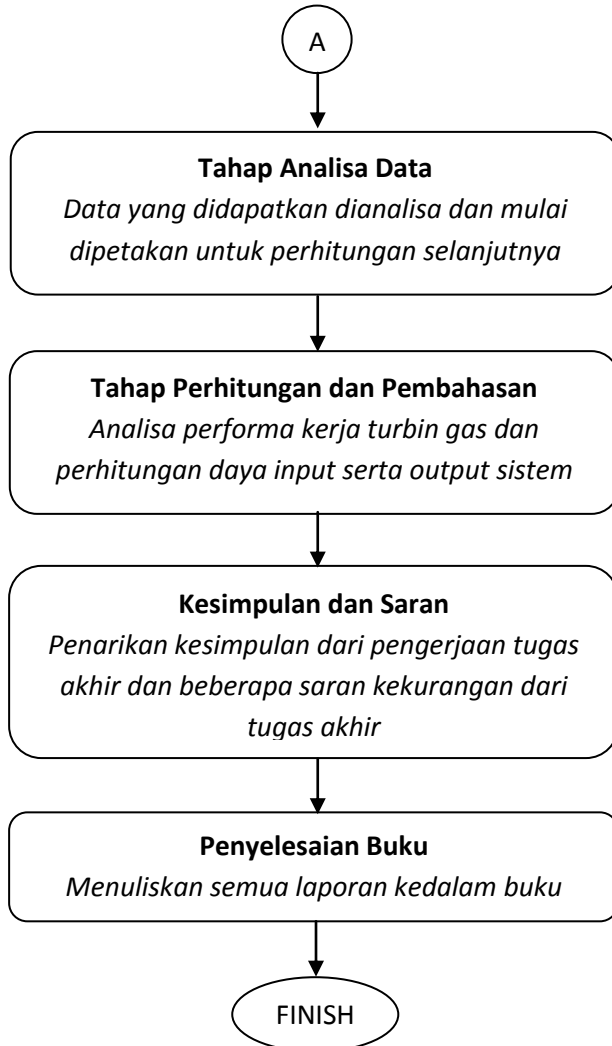 A
Tahap Analisa Data
Data yang didapatkan dianalisa dan mulai
dipetakan untuk perhitungan selanjutnya
Tahap Perhitungan dan Pembahasan
Analisa performa kerja turbin gas dan
perhitungan daya input serta output sistem
Kesimpulan dan Saran
Penarikan kesimpulan dari pengerjaan tugas
akhir dan beberapa saran kekurangan dari
tugas akhir
Penyelesaian Buku
Menuliskan semua laporan kedalam buku
FINISH